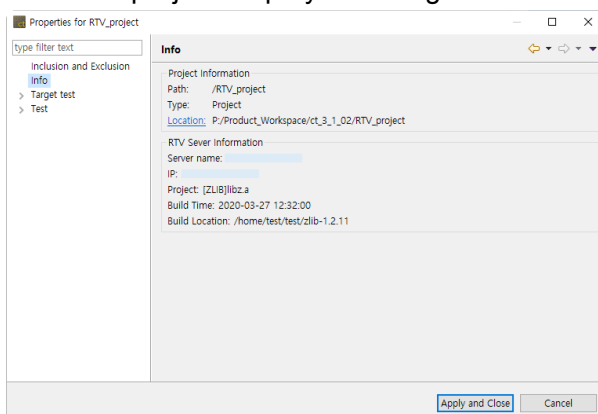 Properties for RTV_project
type filter text
Inclusion and Exclusion
Info
Target test
Test
Info
Project Information
Path: /RTV_project
Type: Project
Location: P:/Product_Workspace/ct_3_1_02/RTV_project
RTV Sever Information
Server name:
IP:
Project: [ZLIB]libz.a
Build Time: 2020-03-27 12:32:00
Build Location: /home/test/test/zlib-1.2.11
Apply and Close
Cancel